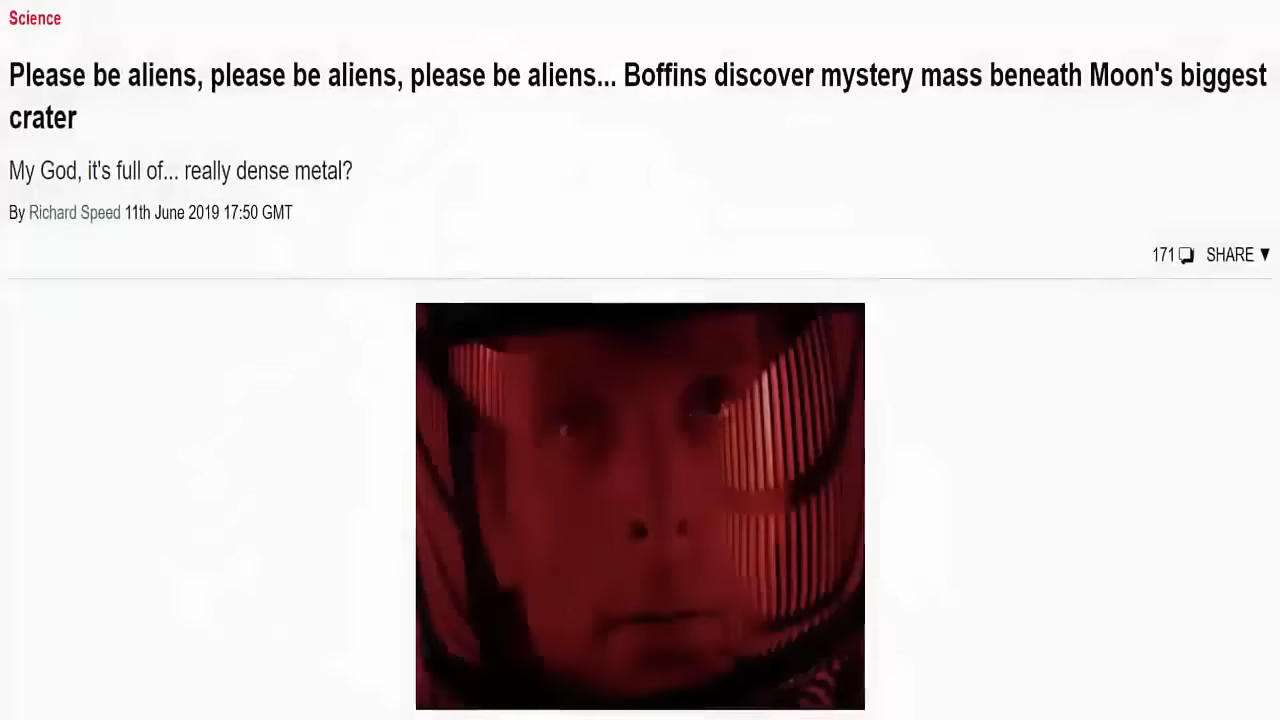 Science
Please be aliens, please be aliens, please be aliens... Boffins discover mystery mass beneath Moon's biggest
crater
My God, it's full of... really dense metal?
By Richard Speed 11th June 2019 17:50 GMT
171 SHARE ▼